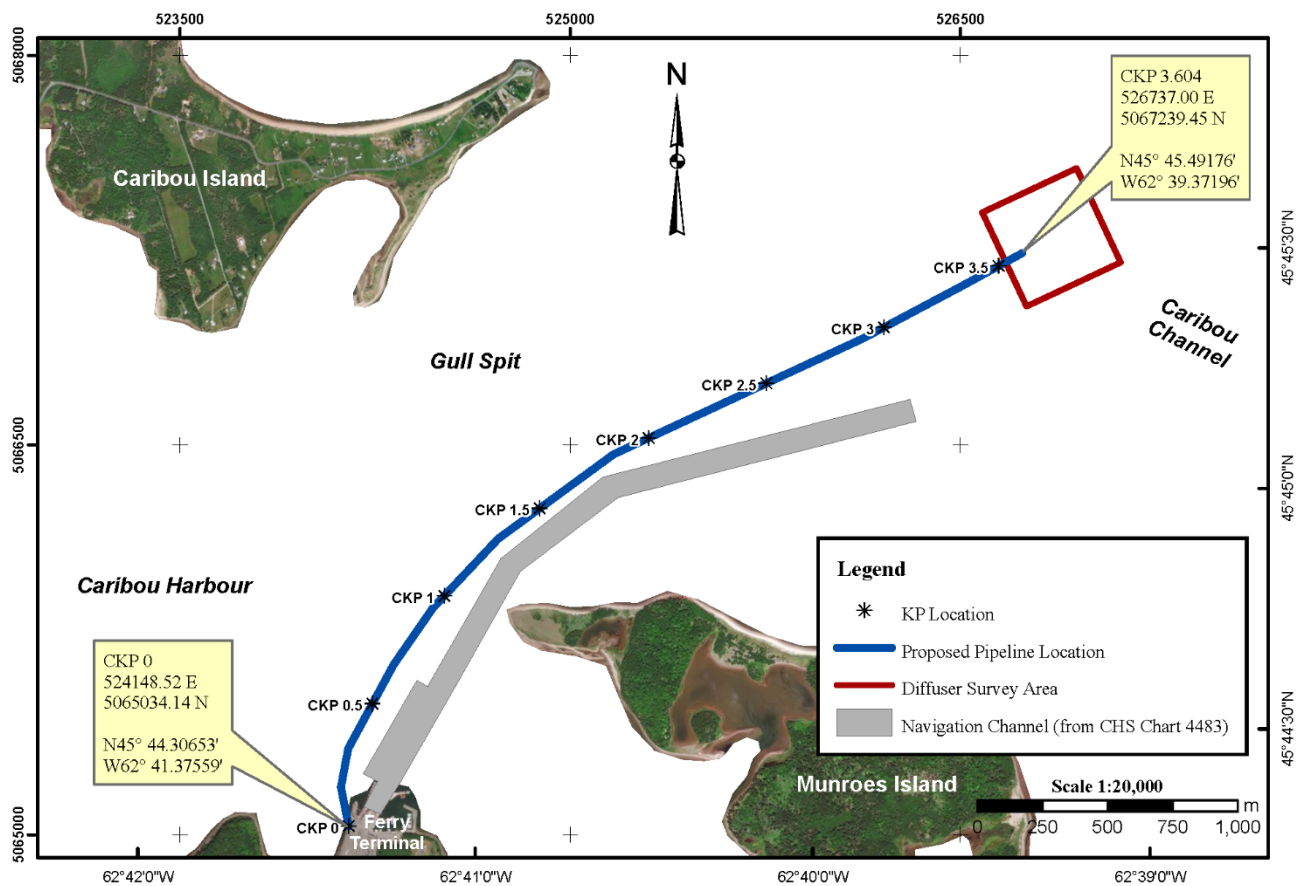 523500
525000
526500
5068000
N
CKP 3.604
526737.00 E
5067239.45 N
N45° 45.49176'
W62° 39.37196'
Caribou Island
45°45'30"N
CKP 3.5
Caribou
Channel
CKP 3
Gull Spit
CKP 2.5
5066500
CKP 2
45°45'0"N
CKP 1.5
Caribou Harbour
CKP 1
Legend
KP Location
Proposed Pipeline Location
Diffuser Survey Area
Navigation Channel (from CHS Chart 4483)
CKP 0
524148.52 E
5065034.14 N
N45° 44.30653'
W62° 41.37559'
CKP 0.5
45°44'30"N
Munroes Island
Scale 1:20,000
m
0 250 500 750 1,000
5065000
CKP 0
Ferry
Terminal
62°42'0"W
62°41'0"W
62°40'0"W
62°39'0"W